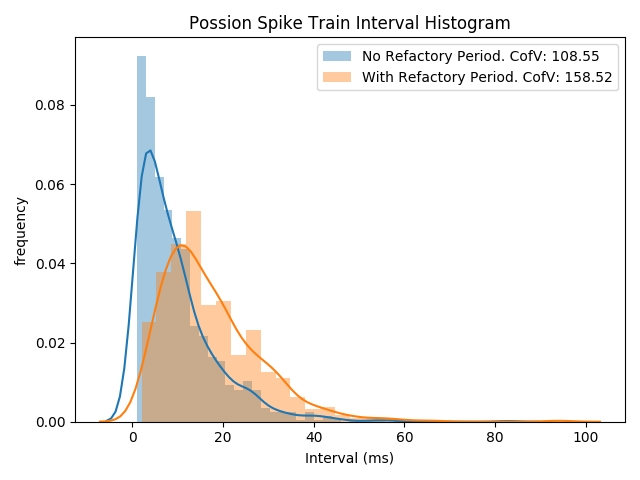 Possion Spike Train Interval Histogram
No Refactory Period. CofV: 108.55
With Refactory Period. CofV: 158.52
frequency
0.08
0.06
0.04
0.02
0.00
0 20 40 60 80 100
Interval (ms)